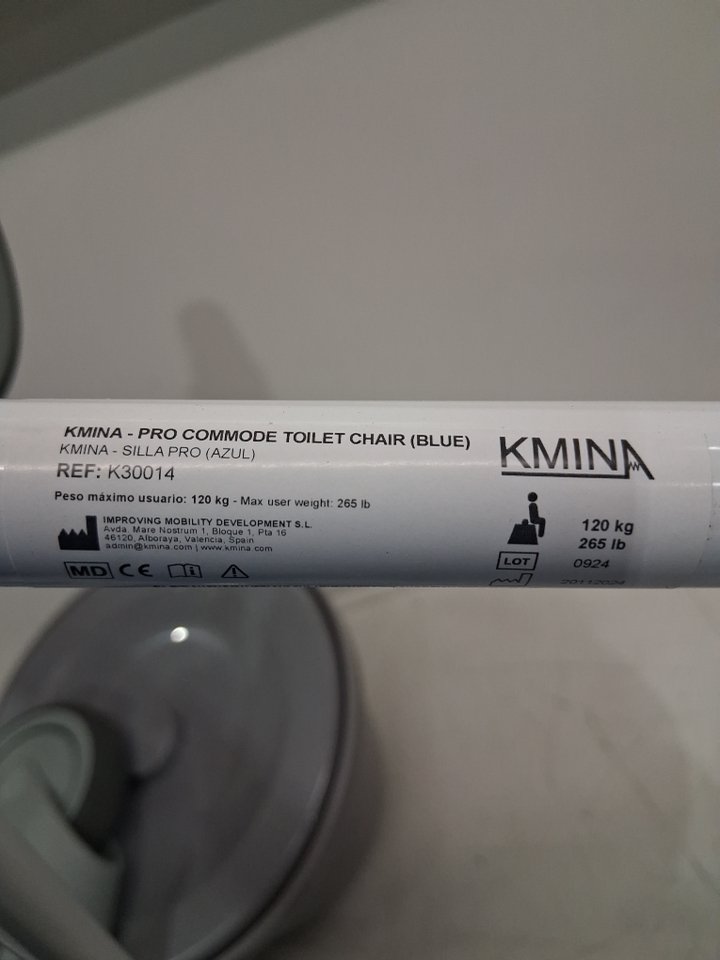 KMINA - PRO COMMODE TOILET CHAIR (BLUE)
KMINA - SILLA PRO (AZUL)
REF: K30014
Peso máximo usuario: 120 kg - Max user weight: 265 lb
IMPROVING MOBILITY DEVELOPMENT S.L.
Avda. Mare Nostrum 1, Bloque 1, Pta 16
46120, Alboraya, Valencia, Spain
admin@kmina.com | www.kmina.com
MD CE
KMINA
120 kg
265 lb
LOT 0924
20112024